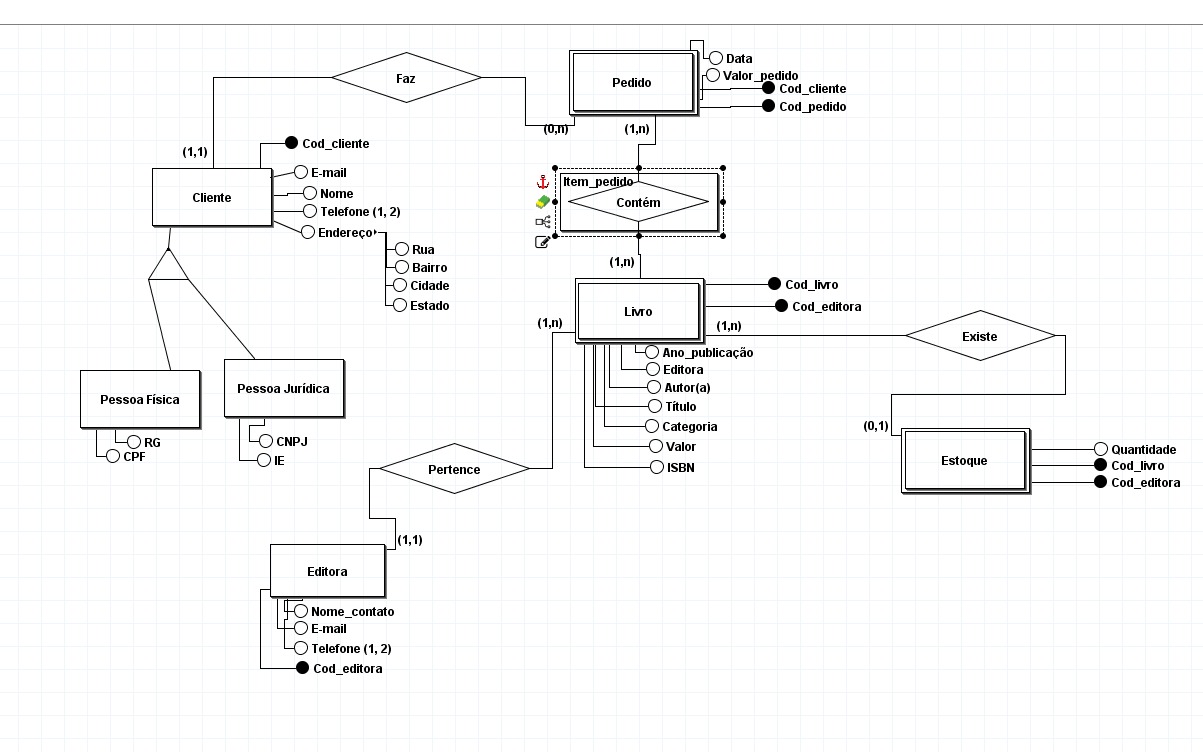 Faz
Pedido
Data
Valor_pedido
Cod_cliente
Cod_pedido
(0,n)
(1,n)
(1,1)
Cod_cliente
E-mail
Nome
Telefone (1, 2)
Endereço
Rua
Bairro
Cidade
Estado
Cliente
Item_pedido
Contém
(1,n)
Livro
Cod_livro
Cod_editora
(1,n)
(1,n)
Existe
Ano_publicação
Editora
Autor(a)
Título
Categoria
Valor
ISBN
Pessoa Física
RG
CPF
Pessoa Jurídica
CNPJ
IE
(0,1)
Estoque
Quantidade
Cod_livro
Cod_editora
Pertence
(1,1)
Editora
Nome_contato
E-mail
Telefone (1, 2)
Cod_editora